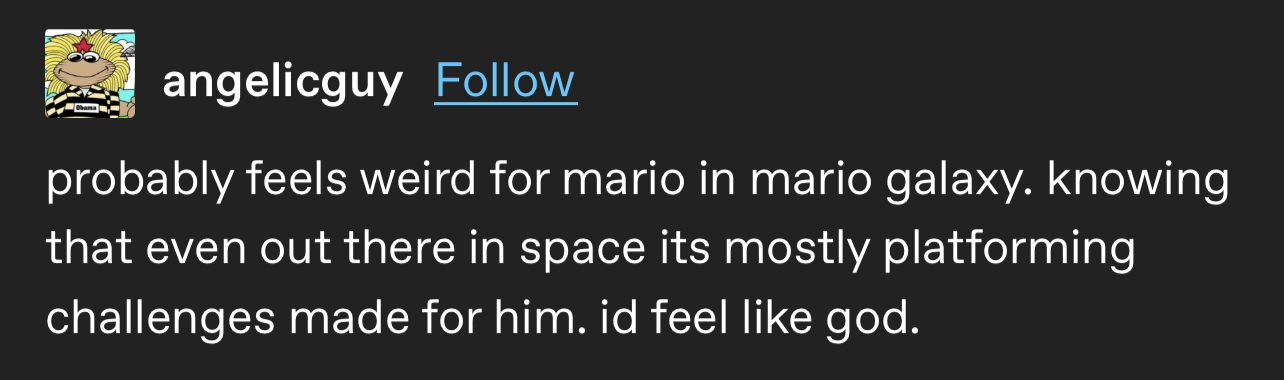 angelicguy Follow
Obama
probably feels weird for mario in mario galaxy. knowing
that even out there in space its mostly platforming
challenges made for him. id feel like god.